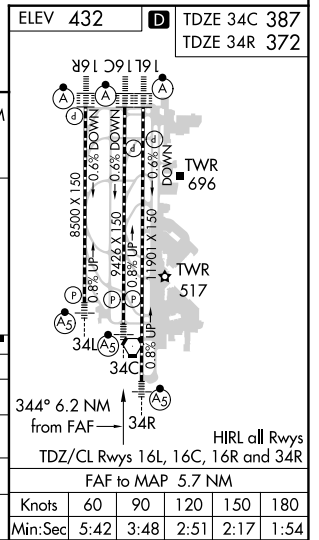 ELEV 432
D
TDZE 34C 387
TDZE 34R 372
16R 16C 16L
A A A
P P P
0.6% DOWN
0.6% DOWN
0.6% DOWN
TWR
696
8500 X 150
9426 X 150
11901 X 150
TWR
517
0.8% UP
0.8% UP
0.8% UP
P P P
A5
34L
A5
34C
A5
34R
344° 6.2 NM
from FAF
HIRL all Rwys
TDZ/CL Rwys 16L, 16C, 16R and 34R
FAF to MAP 5.7 NM
Knots 60 90 120 150 180
Min:Sec 5:42 3:48 2:51 2:17 1:54